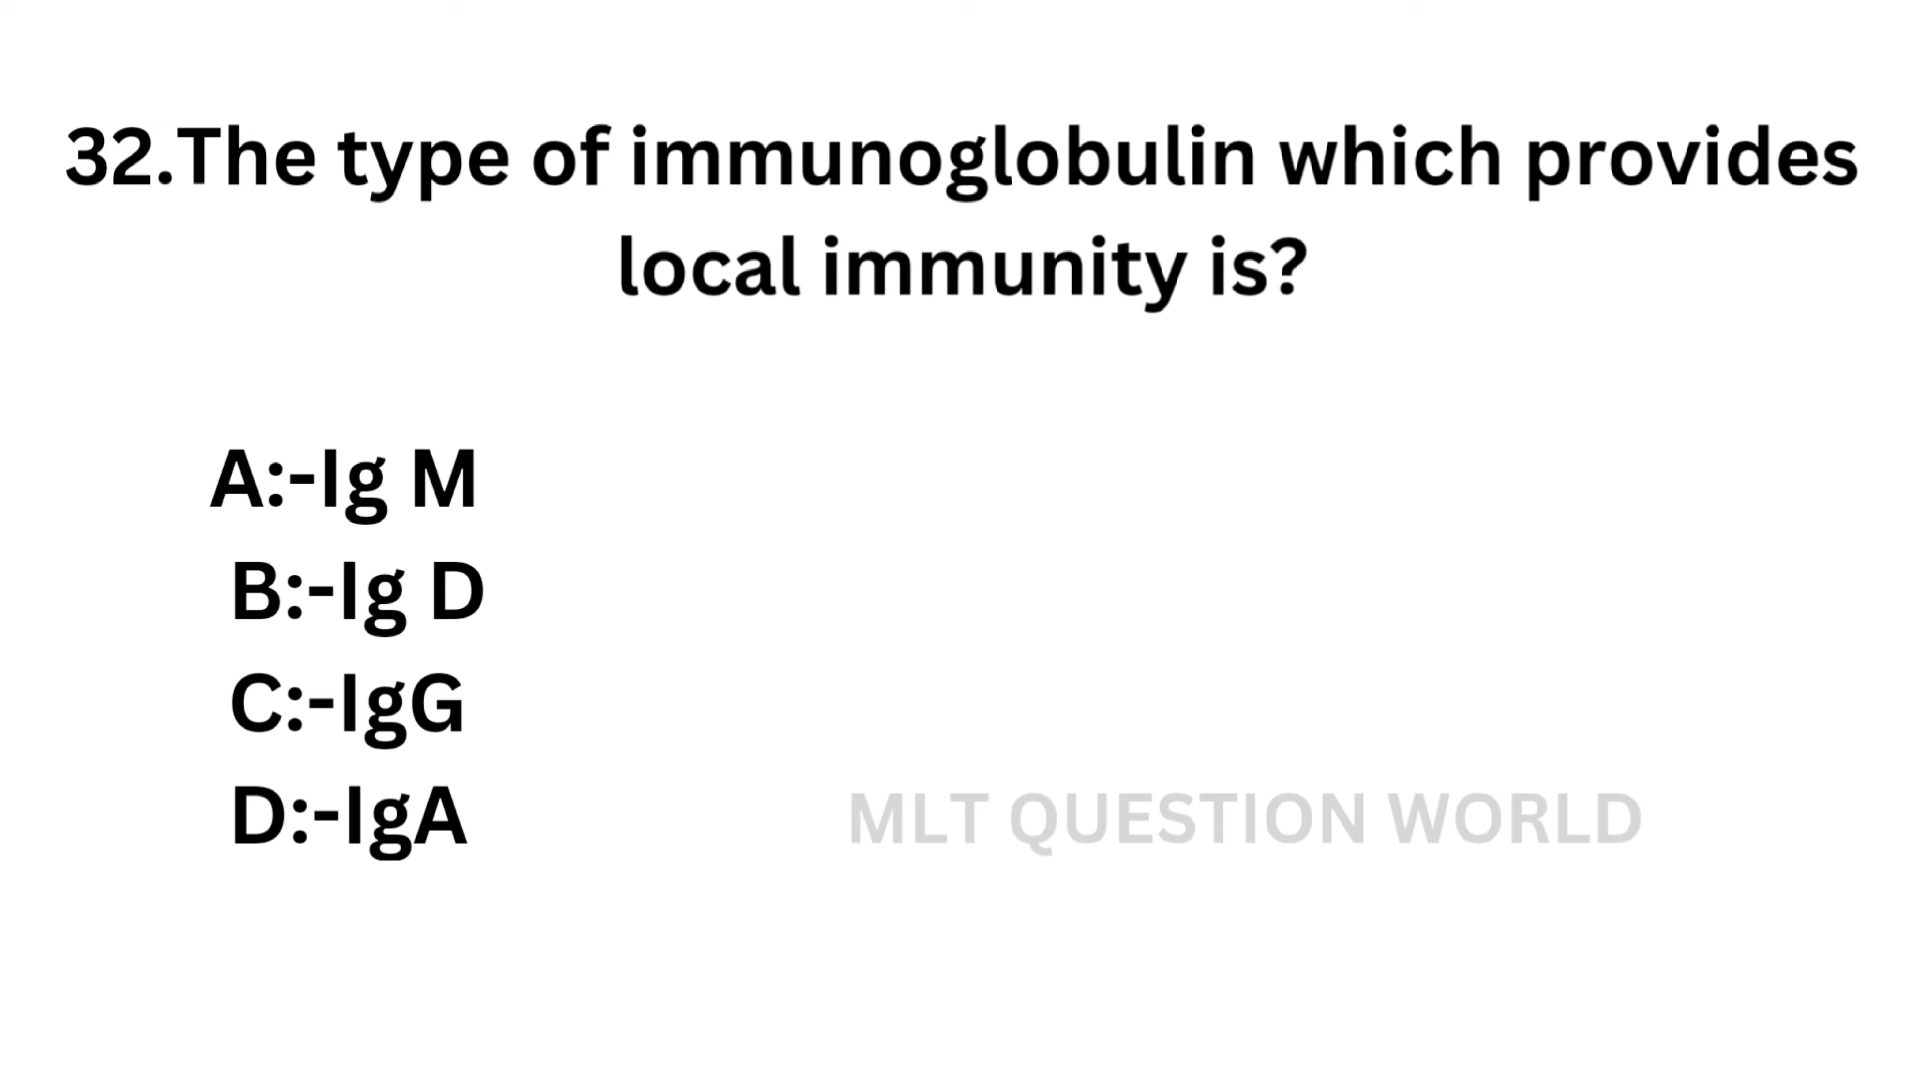 32.The type of immunoglobulin which provides
local immunity is?
A:-Ig M
B:-Ig D
C:-IgG
D:-IgA
MLT QUESTION WORLD